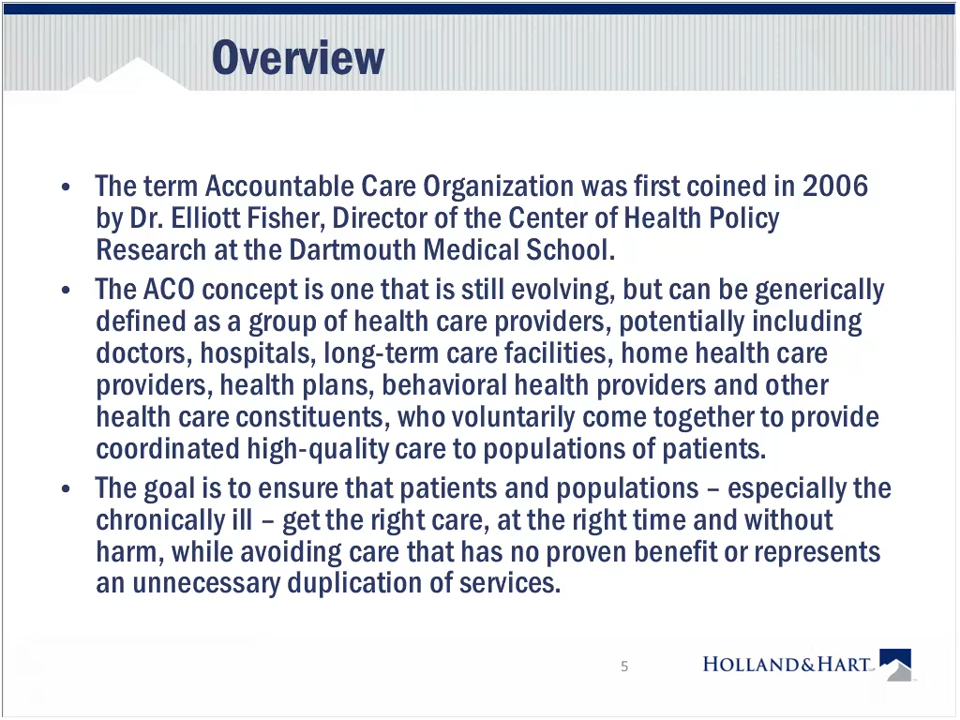 Overview
• The term Accountable Care Organization was first coined in 2006
by Dr. Elliott Fisher, Director of the Center of Health Policy
Research at the Dartmouth Medical School.
• The ACO concept is one that is still evolving, but can be generically
defined as a group of health care providers, potentially including
doctors, hospitals, long-term care facilities, home health care
providers, health plans, behavioral health providers and other
health care constituents, who voluntarily come together to provide
coordinated high-quality care to populations of patients.
• The goal is to ensure that patients and populations – especially the
chronically ill – get the right care, at the right time and without
harm, while avoiding care that has no proven benefit or represents
an unnecessary duplication of services.
5
HOLLAND&HART